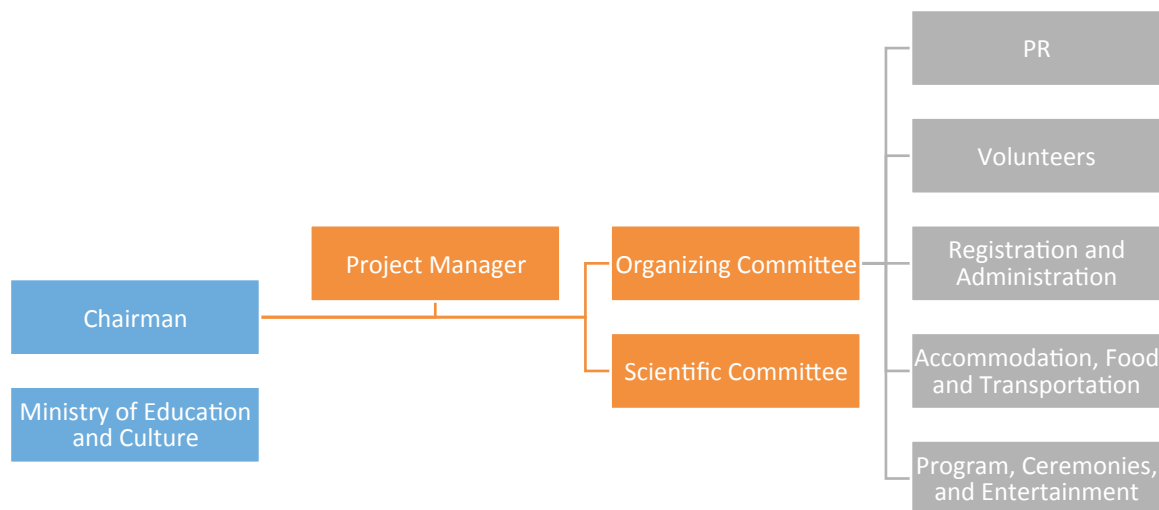 Chairman
Ministry of Education
and Culture
Project Manager
Organizing Committee
Scientific Committee
PR
Volunteers
Registration and
Administration
Accommodation, Food
and Transportation
Program, Ceremonies,
and Entertainment